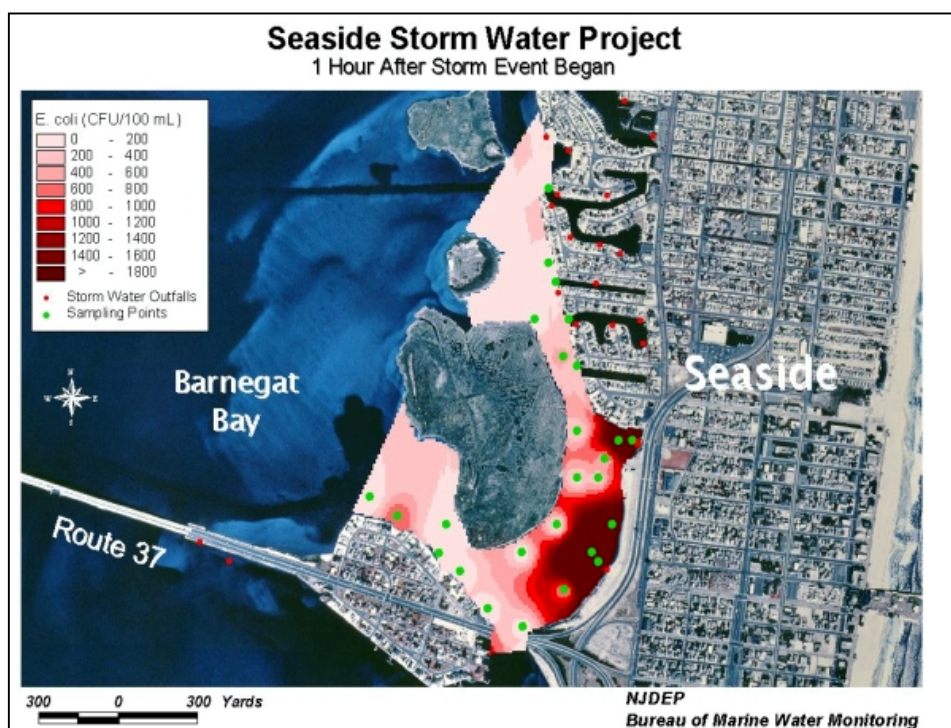 Seaside Storm Water Project
1 Hour After Storm Event Began
E. coli (CFU/100 mL)
0 - 200
200 - 400
400 - 600
600 - 800
800 - 1000
1000 - 1200
1200 - 1400
1400 - 1600
> - 1800
Storm Water Outfalls
Sampling Points
N
W E
S
Barnegat
Bay
Seaside
Route 37
300 0 300 Yards
NJDEP
Bureau of Marine Water Monitoring